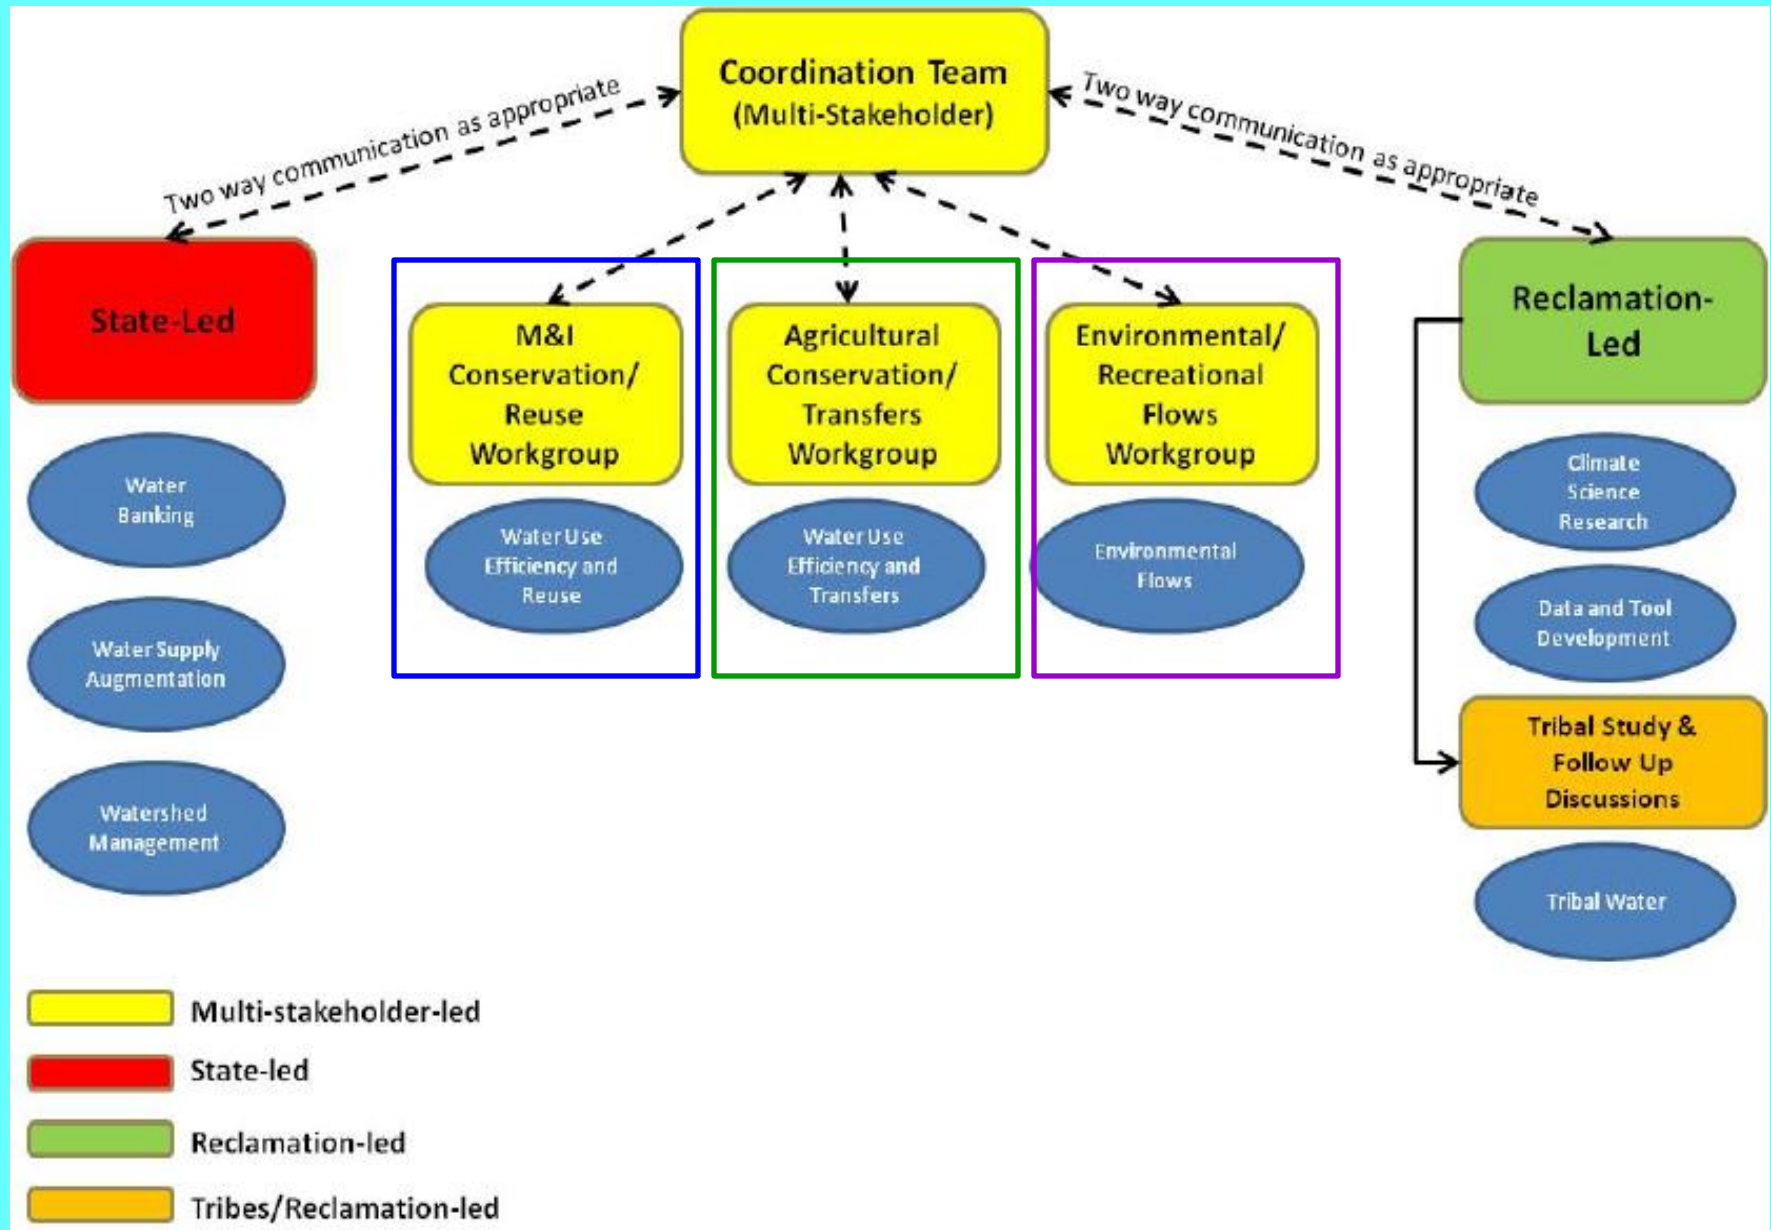 Coordination Team
(Multi-Stakeholder)
Two way communication as appropriate
Two way communication as appropriate
State-Led
Water
Banking
Water Supply
Augmentation
Watershed
Management
M&I
Conservation/
Reuse
Workgroup
Water Use
Efficiency and
Reuse
Agricultural
Conservation/
Transfers
Workgroup
Water Use
Efficiency and
Transfers
Environmental/
Recreational
Flows
Workgroup
Environmental
Flows
Reclamation-
Led
Climate
Science
Research
Data and Tool
Development
Tribal Study &
Follow Up
Discussions
Tribal Water
Multi-stakeholder-led
State-led
Reclamation-led
Tribes/Reclamation-led